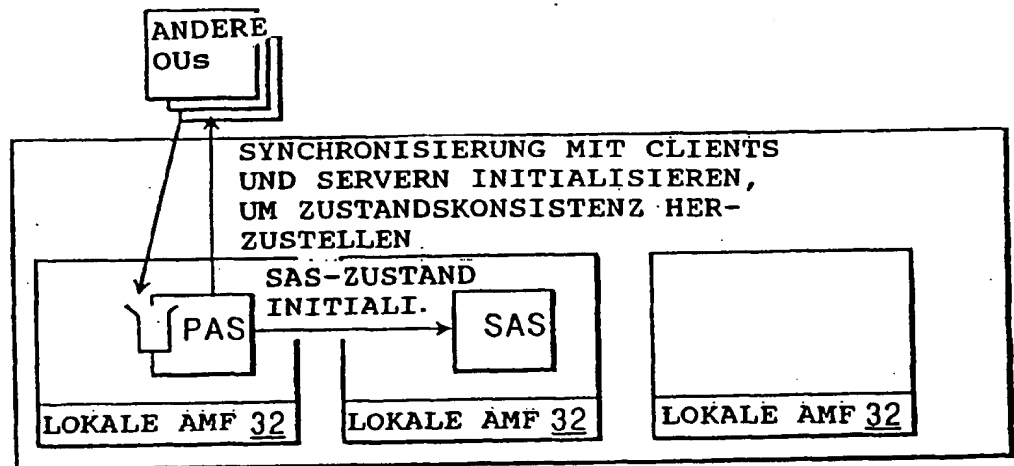 ANDERE
OUs
SYNCHRONISIERUNG MIT CLIENTS
UND SERVERN INITIALISIEREN,
UM ZUSTANDSKONSISTENZ HER-
ZUSTELLEN
SAS-ZUSTAND
INITIALI.
PAS
SAS
LOKALE AMF 32
LOKALE AMF 32
LOKALE AMF 32